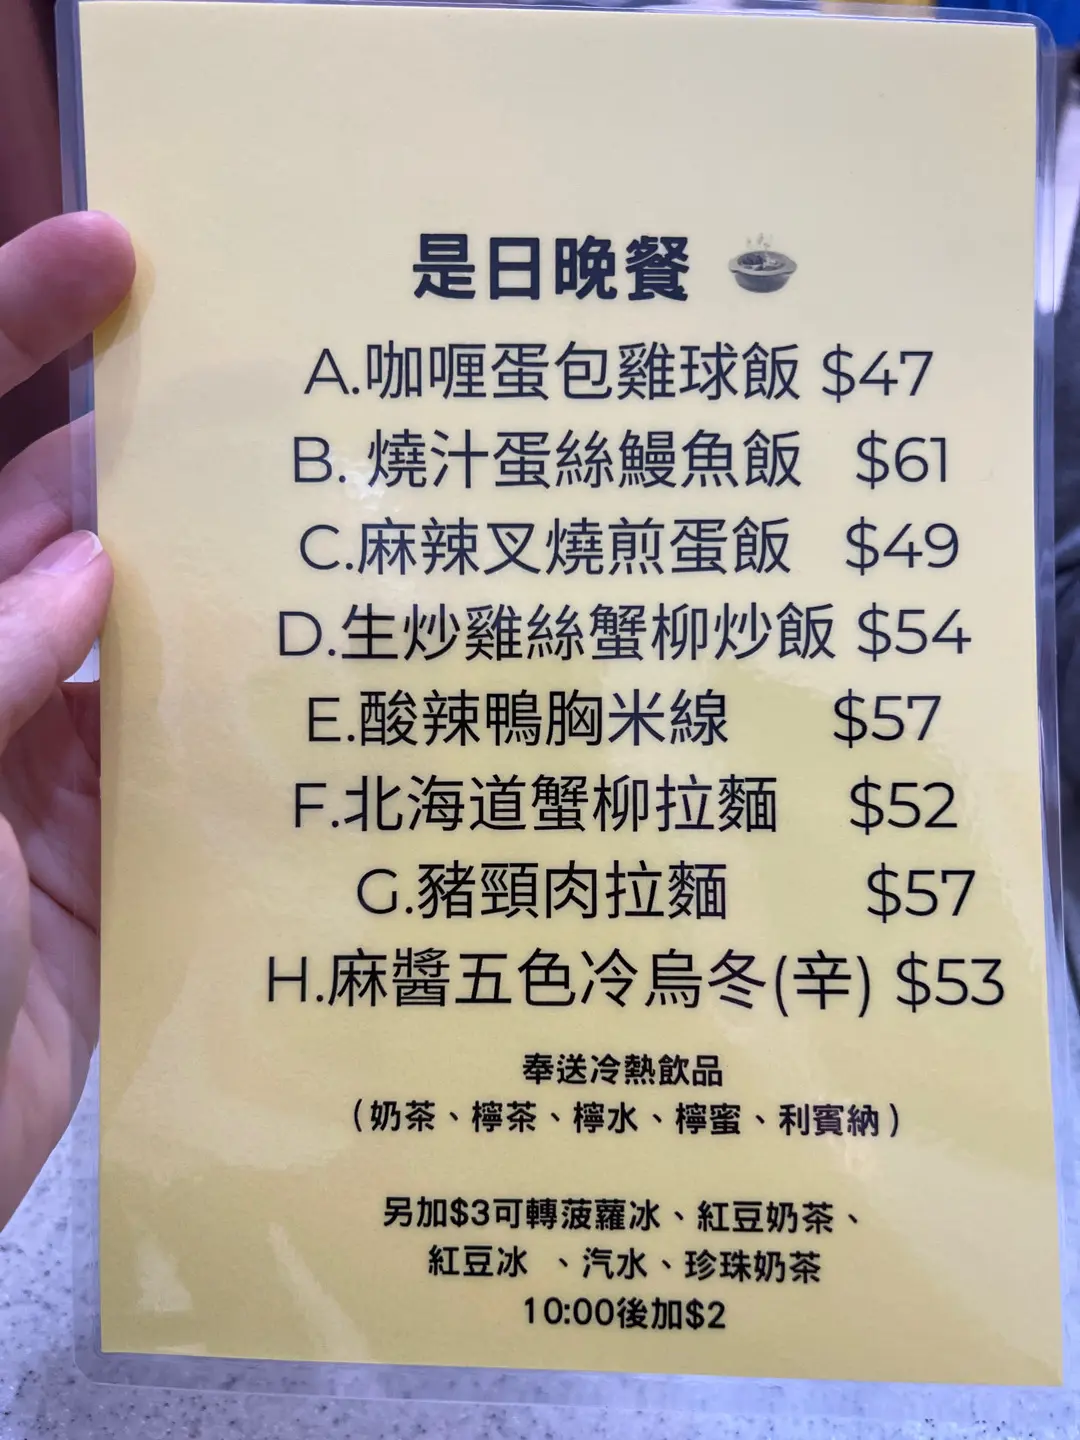 是日晚餐
A.咖喱蛋包雞球飯 $47
B. 燒汁蛋絲鰻魚飯 $61
C.麻辣叉燒煎蛋飯 $49
D.生炒雞絲蟹柳炒飯 $54
E.酸辣鴨胸米線 $57
F.北海道蟹柳拉麵 $52
G.豬頸肉拉麵 $57
H.麻醬五色冷烏冬(辛) $53
奉送冷熱飲品
(奶茶、檸茶、檸水、檸蜜、利賓納)
另加$3可轉菠蘿冰、紅豆奶茶、
紅豆冰 、汽水、珍珠奶茶
10:00後加$2